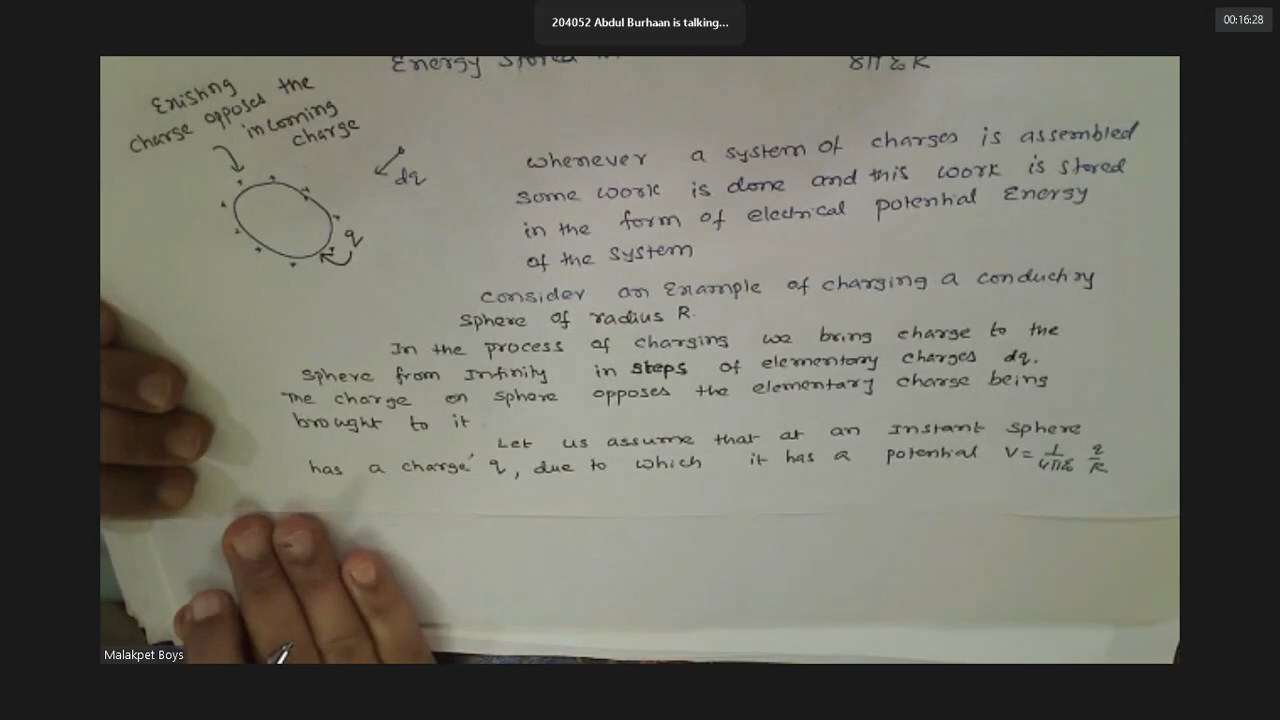 204052 Abdul Burhaan is talking...
00:16:28
Energy Stored
8πε₀R
Existing
charge opposes the
incoming
charge
dq
q
whenever a system of charges is assembled
some work is done and this work is stored
in the form of electrical potential Energy
of the system
consider an Example of charging a conducting
sphere of radius R.
In the process of charging we bring charge to the
sphere from Infinity in steps of elementary charges dq.
The charge on sphere opposes the elementary charge being
brought to it
Let us assume that at an Instant sphere
has a charge q, due to which it has a potential V = 1/4πε₀ q/R
Malakpet Boys